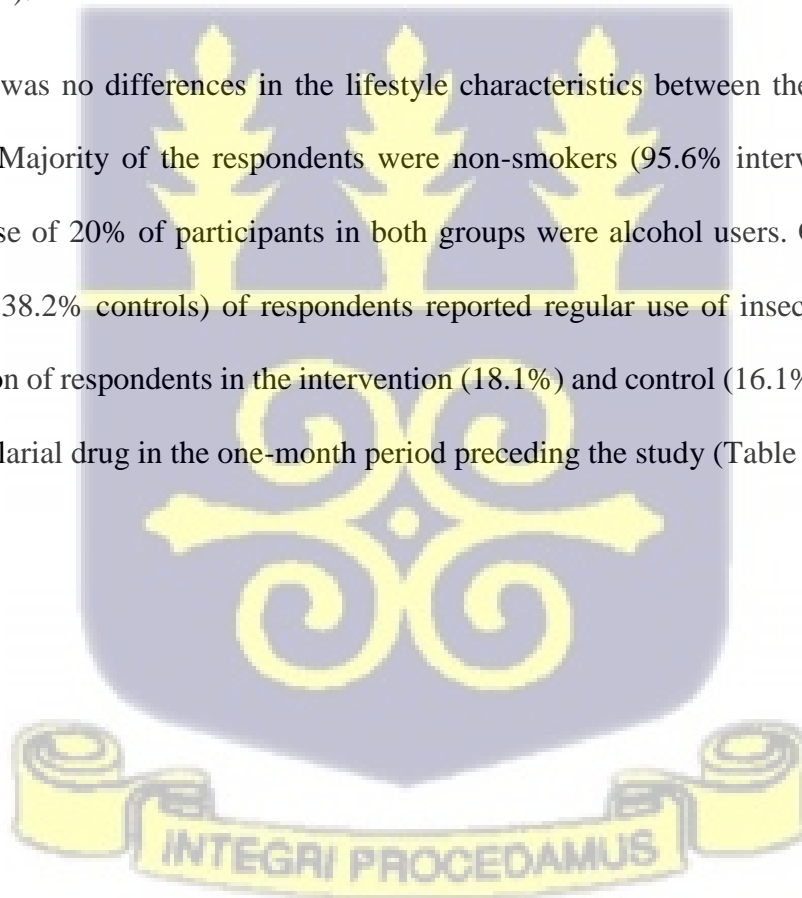 ).
was no differences in the lifestyle characteristics between the
Majority of the respondents were non-smokers (95.6% interv
se of 20% of participants in both groups were alcohol users.
38.2% controls) of respondents reported regular use of insec
on of respondents in the intervention (18.1%) and control (16.1%
larial drug in the one-month period preceding the study (Table
INTEGRI PROCEDAMUS